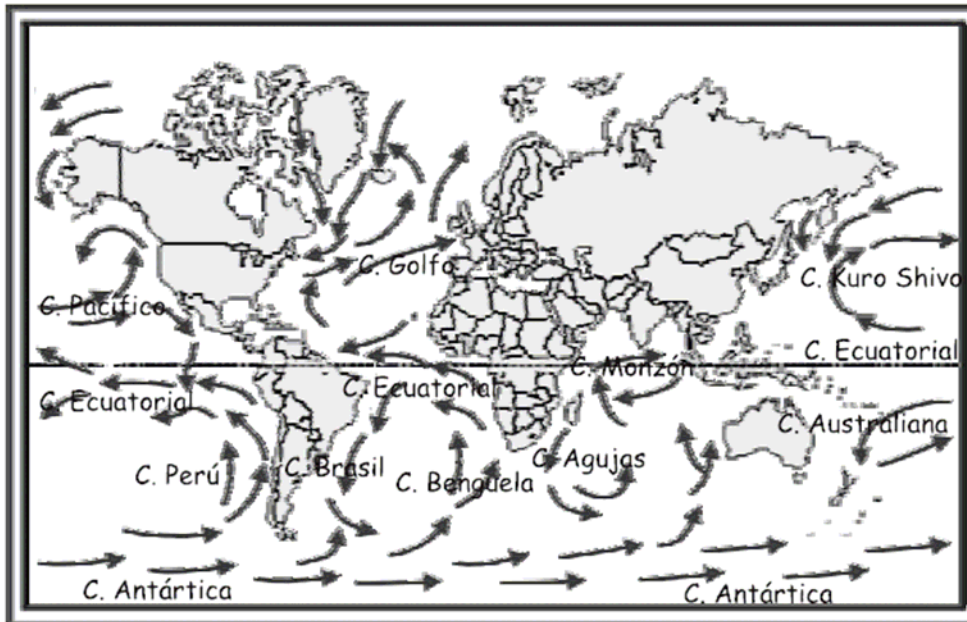 C. Golfo
C. Kuro Shivo
C. Pacífico
C. Ecuatorial
C. Monzón
C. Ecuatorial
C. Ecuatorial
C. Australiana
C. Perú
C. Brasil
C. Benguela
C. Agujas
C. Antártica
C. Antártica